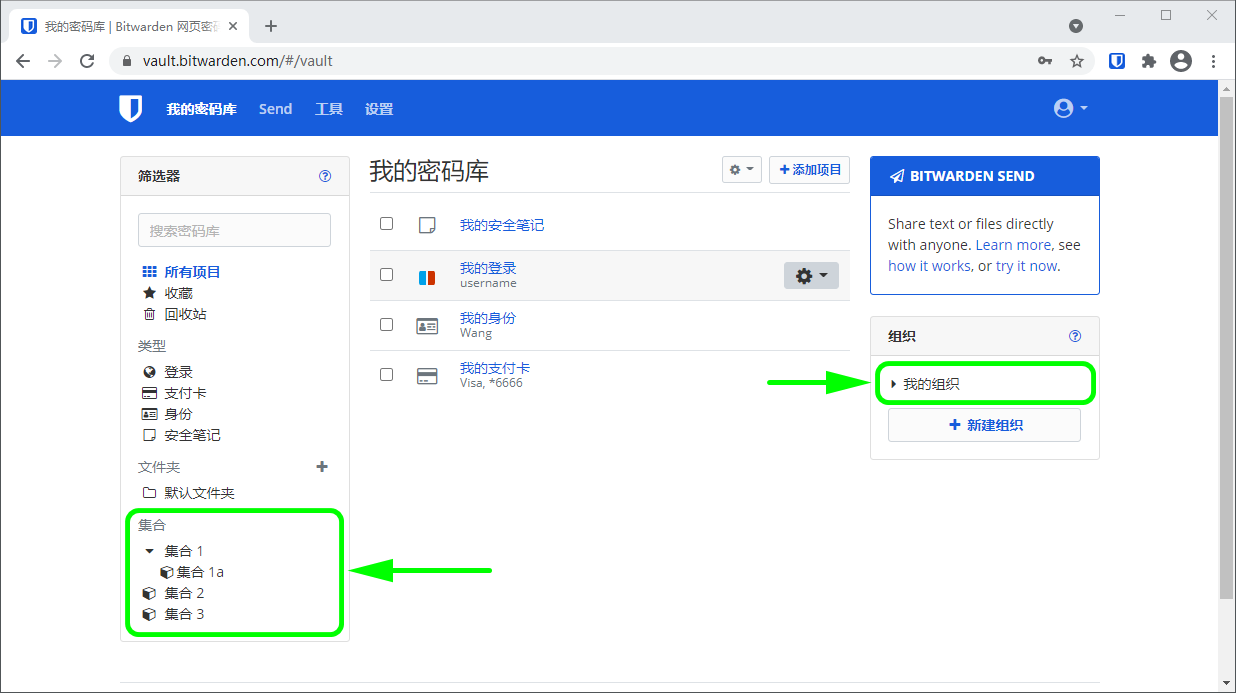 我的密码库 | Bitwarden 网页密
vault.bitwarden.com/#/vault
我的密码库
Send
工具
设置
筛选器
搜索密码库
所有项目
收藏
回收站
类型
登录
支付卡
身份
安全笔记
文件夹
默认文件夹
集合
集合 1
集合 1a
集合 2
集合 3
我的密码库
添加项目
我的安全笔记
我的登录
username
我的身份
Wang
我的支付卡
Visa, *6666
BITWARDEN SEND
Share text or files directly
with anyone. Learn more, see
how it works, or try it now.
组织
我的组织
新建组织